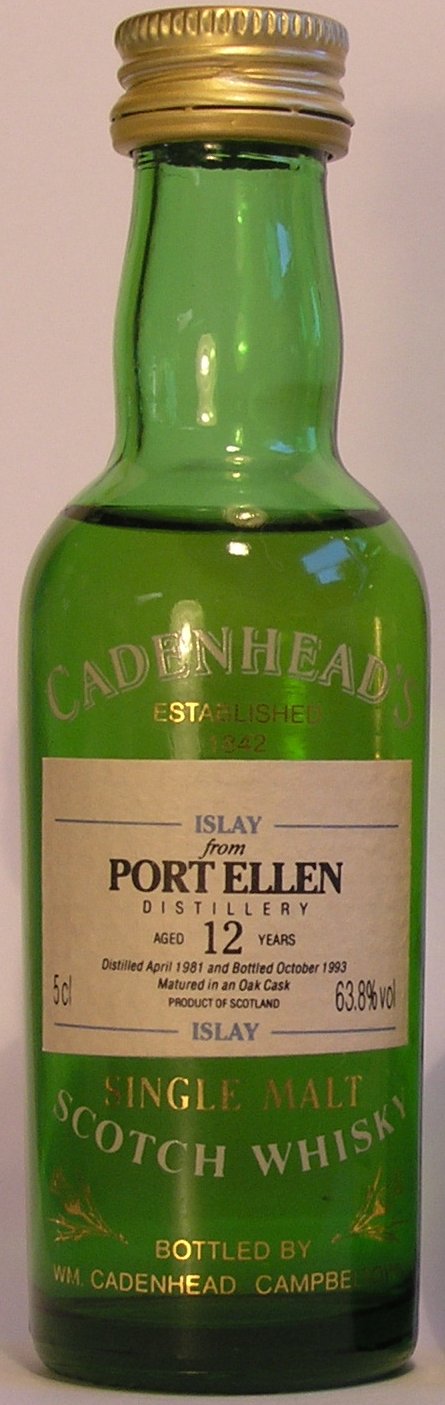 CADENHEAD'S
ESTABLISHED
1842
ISLAY
from
PORT ELLEN
DISTILLERY
AGED 12 YEARS
Distilled April 1981 and Bottled October 1993
Matured in an Oak Cask
5 cl PRODUCT OF SCOTLAND 63.8% vol
ISLAY
SINGLE MALT
SCOTCH WHISKY
BOTTLED BY
WM. CADENHEAD